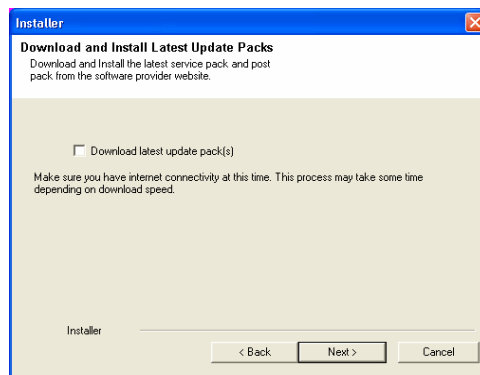 Installer
Download and Install Latest Update Packs
Download and Install the latest service pack and post
pack from the software provider website.
Download latest update pack(s)
Make sure you have internet connectivity at this time. This process may take some time
depending on download speed.
Installer
< Back
Next >
Cancel